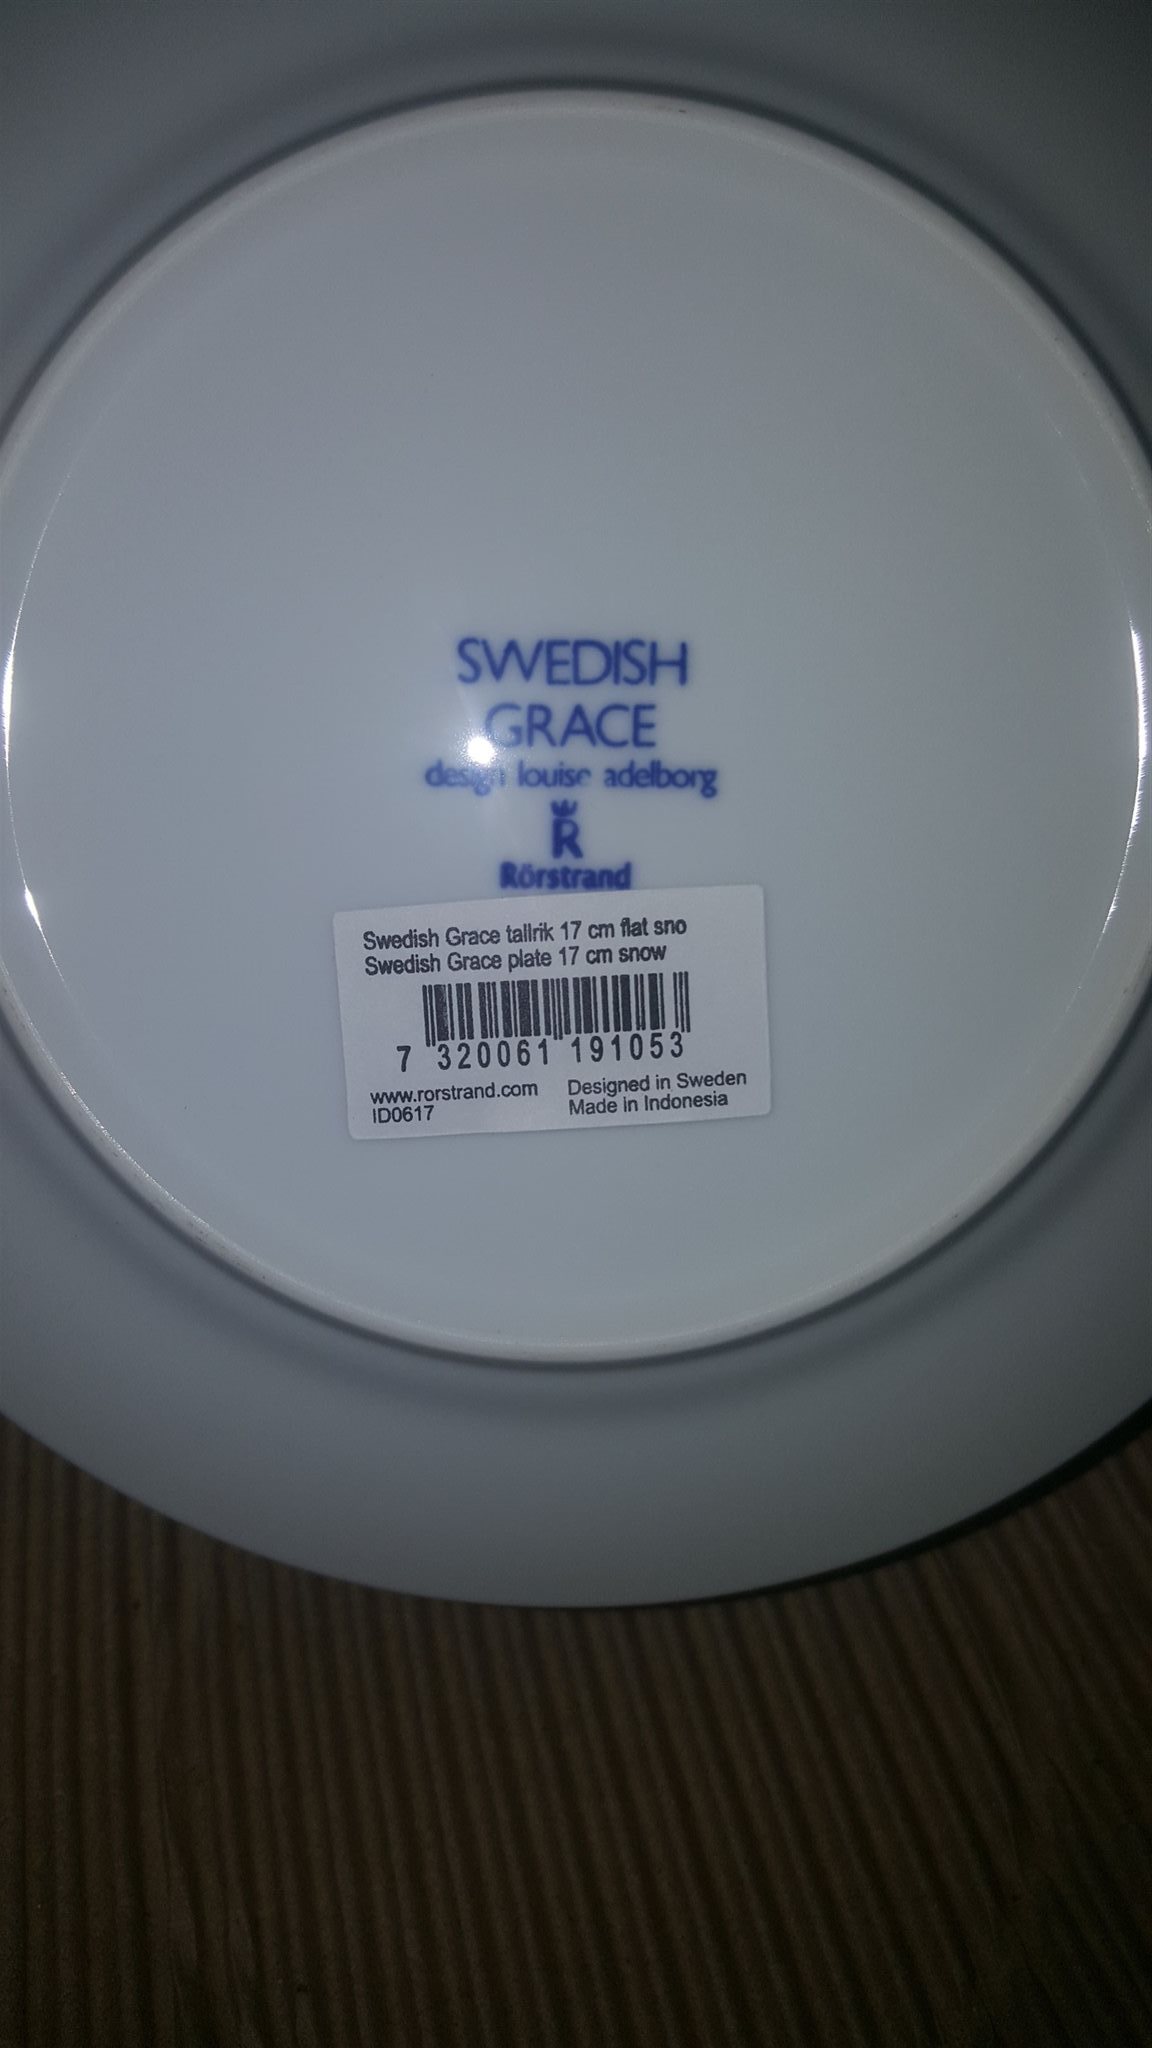 SWEDISH
GRACE
design louise adelborg
R
Rörstrand
Swedish Grace tallrik 17 cm flat sno
Swedish Grace plate 17 cm snow
7 320061 191053
www.rorstrand.com Designed in Sweden
ID0617 Made in Indonesia